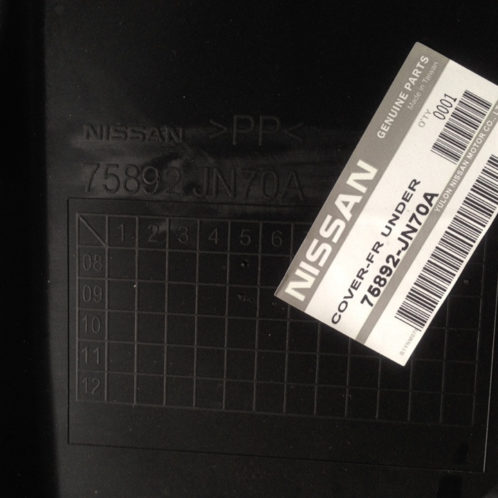 NISSAN >PP<
75892-JN70A
1 2 3 4 5 6
08
09
10
11
12
NISSAN
GENUINE PARTS
Made in Taiwan
COVER-FR UNDER
75892-JN70A
Q'TY 0001
YULON NISSAN MOTOR CO.,